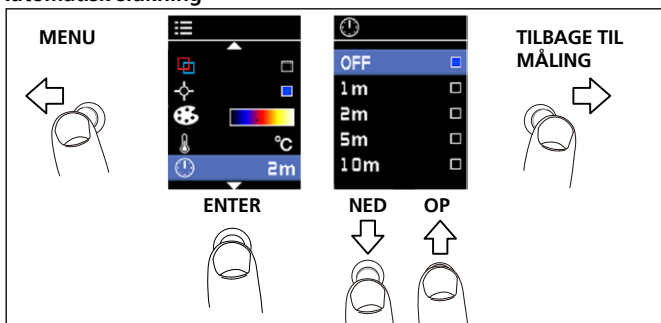 Automatisk slukning
MENU
°C
2m
ENTER
OFF
1m
2m
5m
10m
NED OP
TILBAGE TIL
MÅLING